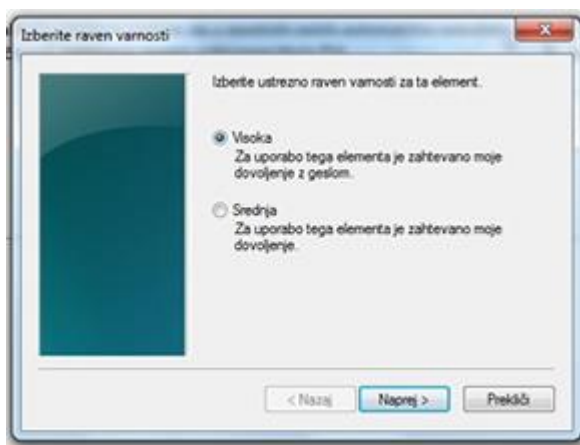 Izberite raven varnosti
Izberite ustrezno raven varnosti za ta element.
Visoka
Za uporabo tega elementa je zahtevano moje
dovoljenje z geslom.
Srednja
Za uporabo tega elementa je zahtevano moje
dovoljenje.
< Nazaj
Naprej >
Prekliči